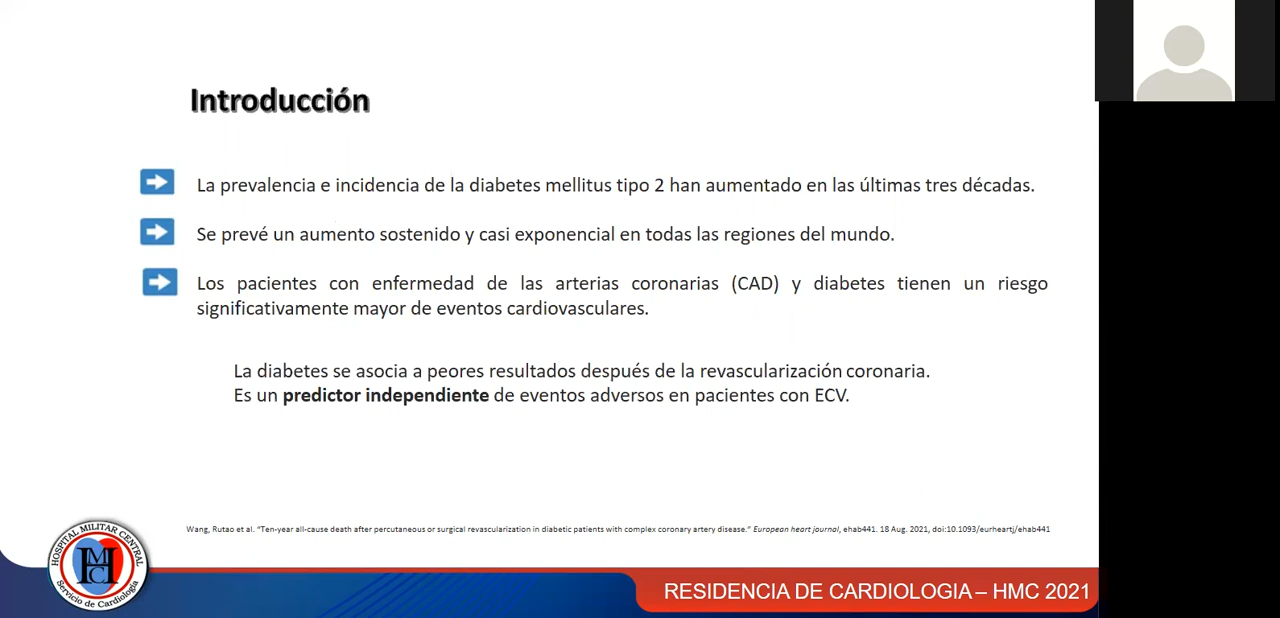 Introducción
La prevalencia e incidencia de la diabetes mellitus tipo 2 han aumentado en las últimas tres décadas.
Se prevé un aumento sostenido y casi exponencial en todas las regiones del mundo.
Los pacientes con enfermedad de las arterias coronarias (CAD) y diabetes tienen un riesgo
significativamente mayor de eventos cardiovasculares.
La diabetes se asocia a peores resultados después de la revascularización coronaria.
Es un predictor independiente de eventos adversos en pacientes con ECV.
Wang, Rutao et al. “Ten-year all-cause death after percutaneous or surgical revascularization in diabetic patients with complex coronary artery disease.” European heart journal, ehab441. 18 Aug. 2021, doi:10.1093/eurheartj/ehab441
HOSPITAL MILITAR CENTRAL
HMC
Servicio de Cardiología
RESIDENCIA DE CARDIOLOGIA – HMC 2021